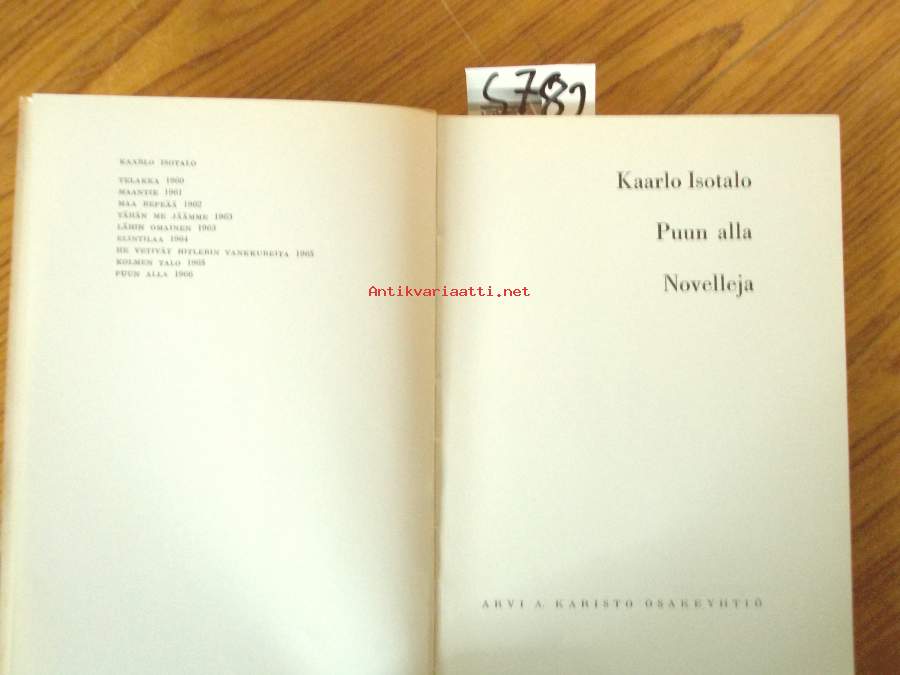 5782
KAARLO ISOTALO
TELAKKA 1960
MAANTIE 1961
MAA REPEÄÄ 1962
TÄHÄN ME JÄÄMME 1963
LÄHIN OMAINEN 1963
ELINTILAA 1964
HE VETIVÄT HITLERIN VANKKUREITA 1965
KOLMEN TALO 1965
PUUN ALLA 1966
Antikvariaatti.net
Kaarlo Isotalo
Puun alla
Novelleja
ARVI A. KARISTO OSAKEYHTIÖ